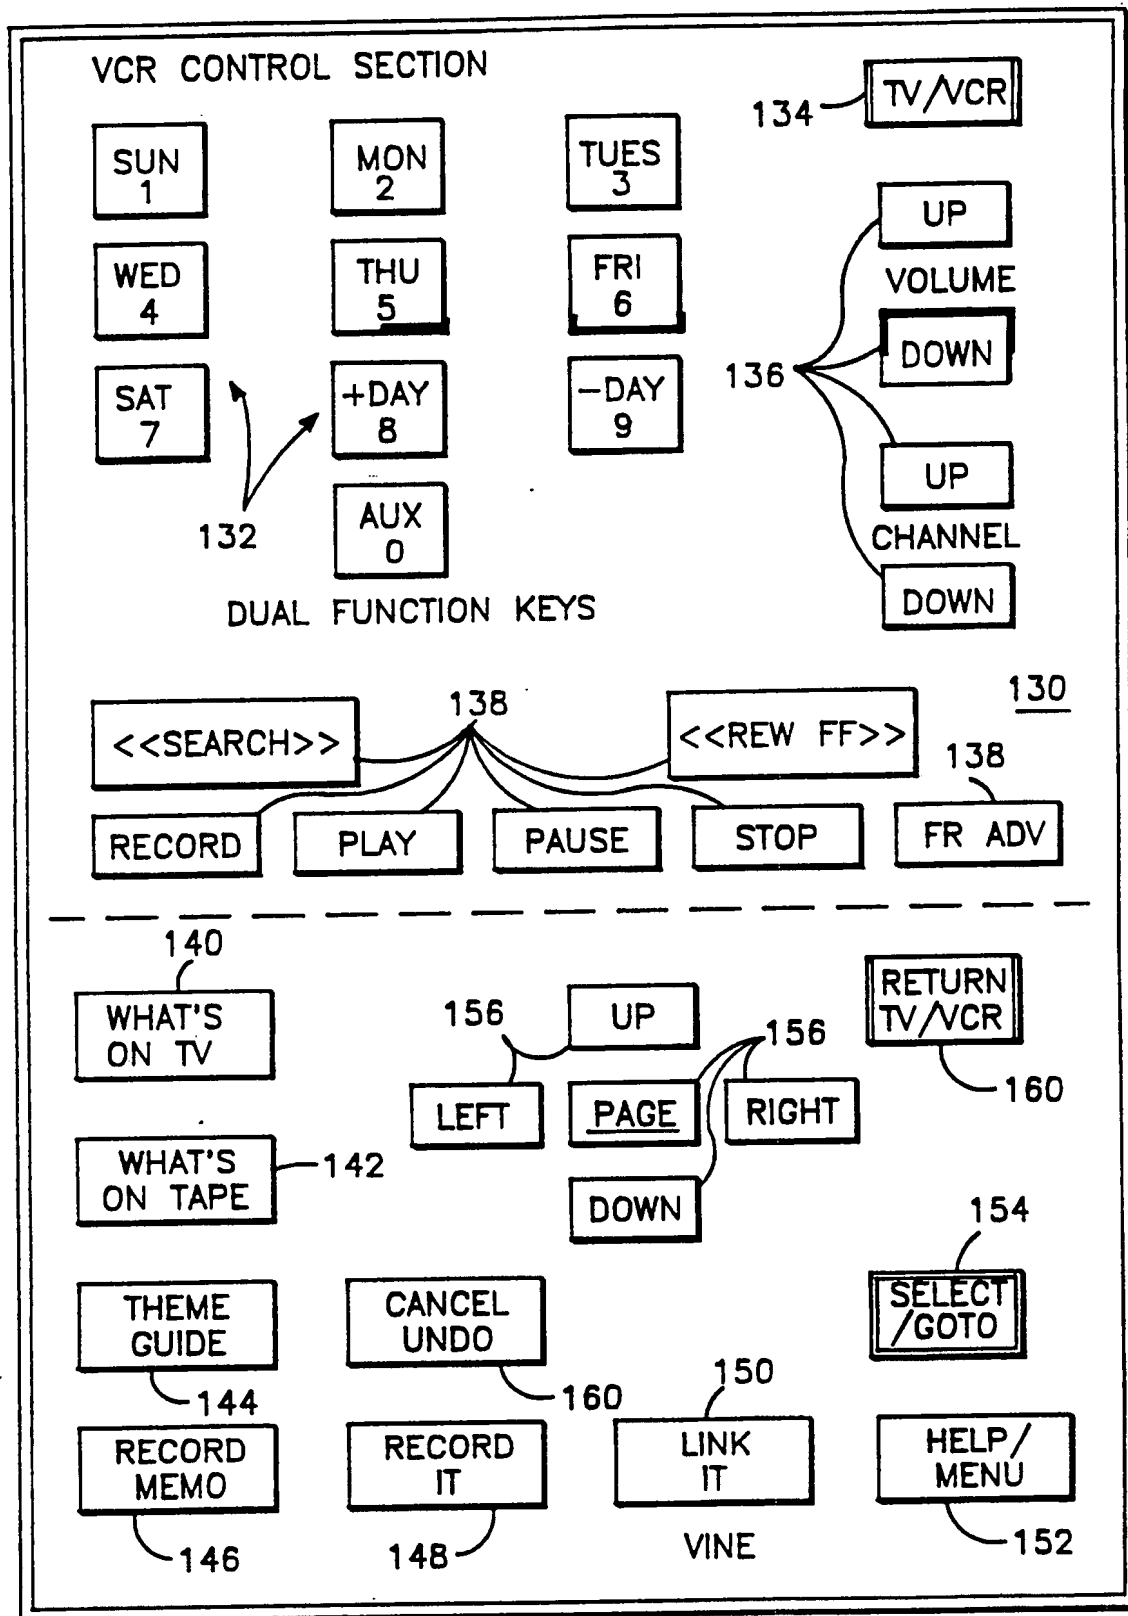 VCR CONTROL SECTION
134
TV/VCR
SUN
1
MON
2
TUES
3
UP
VOLUME
DOWN
WED
4
THU
5
FRI
6
136
SAT
7
+DAY
8
−DAY
9
UP
CHANNEL
DOWN
132
AUX
0
DUAL FUNCTION KEYS
130
138
<<SEARCH>>
<<REW FF>>
138
RECORD
PLAY
PAUSE
STOP
FR ADV
140
WHAT'S
ON TV
156
UP
156
RETURN
TV/VCR
160
LEFT
PAGE
RIGHT
WHAT'S
ON TAPE
142
DOWN
154
THEME
GUIDE
CANCEL
UNDO
SELECT
/GOTO
144
160
150
RECORD
MEMO
RECORD
IT
LINK
IT
HELP/
MENU
146
148
VINE
152